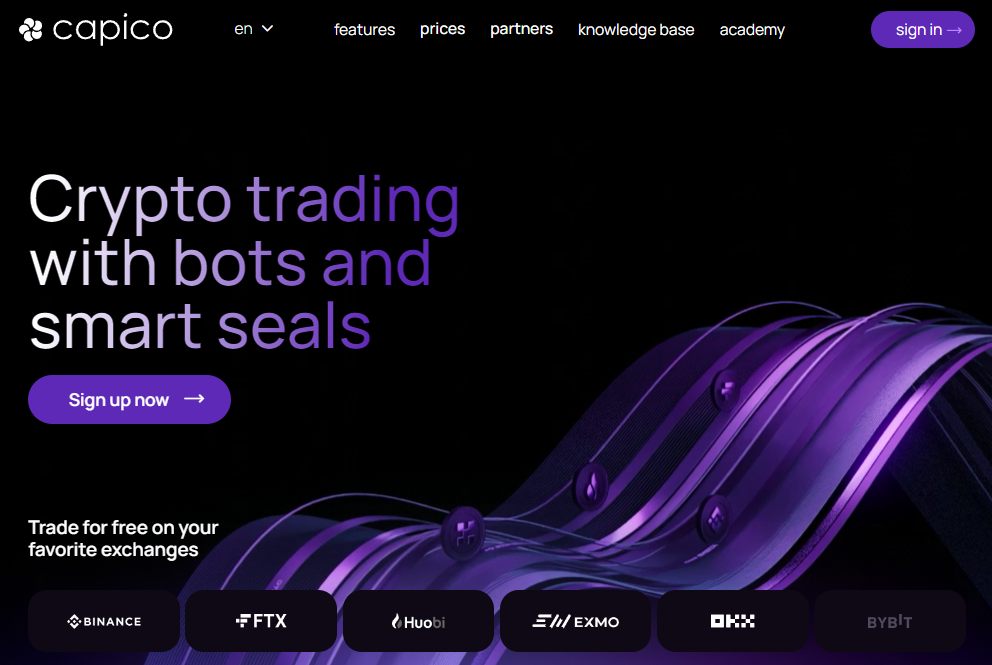 capico
en
features
prices
partners
knowledge base
academy
sign in →
Crypto trading
with bots and
smart seals
Sign up now →
Trade for free on your
favorite exchanges
BINANCE
FTX
Huobi
EXMO
OKX
BYBIT